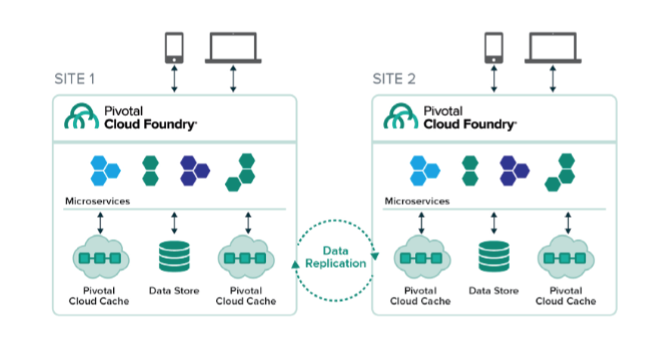 SITE 1
Pivotal
Cloud Foundry
Microservices
Pivotal
Cloud Cache
Data Store
Pivotal
Cloud Cache
Data
Replication
SITE 2
Pivotal
Cloud Foundry
Microservices
Pivotal
Cloud Cache
Data Store
Pivotal
Cloud Cache